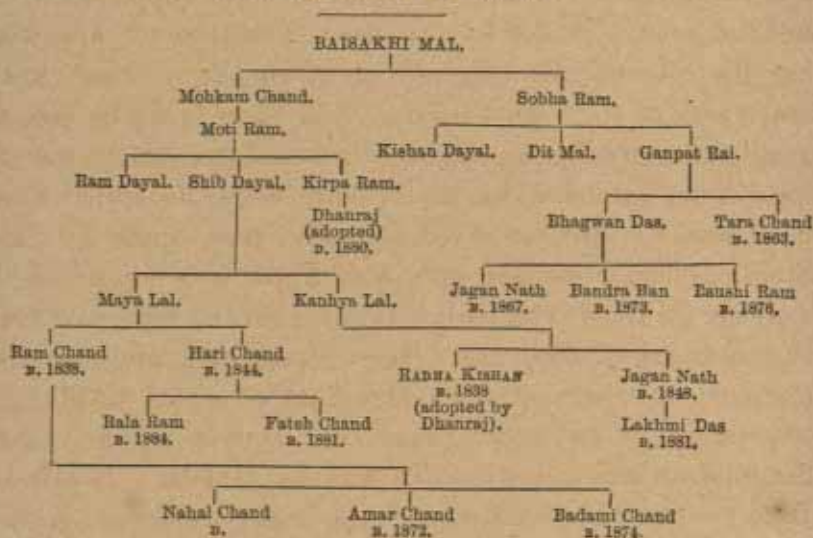 BAISAKHI MAL.
Mohkam Chand. Sobha Ram.
Moti Ram.
Kishan Dayal. Dit Mal. Ganpat Rai.
Ram Dayal. Shib Dayal. Kirpa Ram.
Dhanraj
(adopted)
D. 1880.
Bhagwan Das. Tara Chand
B. 1863.
Maya Lal. Kanhya Lal.
Jagan Nath Bandra Ban Banshi Ram
B. 1867. B. 1873. B. 1876.
Ram Chand Hari Chand
B. 1838. B. 1844.
RADHA KISHAN Jagan Nath
B. 1838 B. 1848.
(adopted by
Dhanraj).
Lakhmi Das
B. 1881.
Rala Ram Fateh Chand
B. 1884. B. 1881.
Nahal Chand Amar Chand Badami Chand
D. B. 1872. B. 1874.